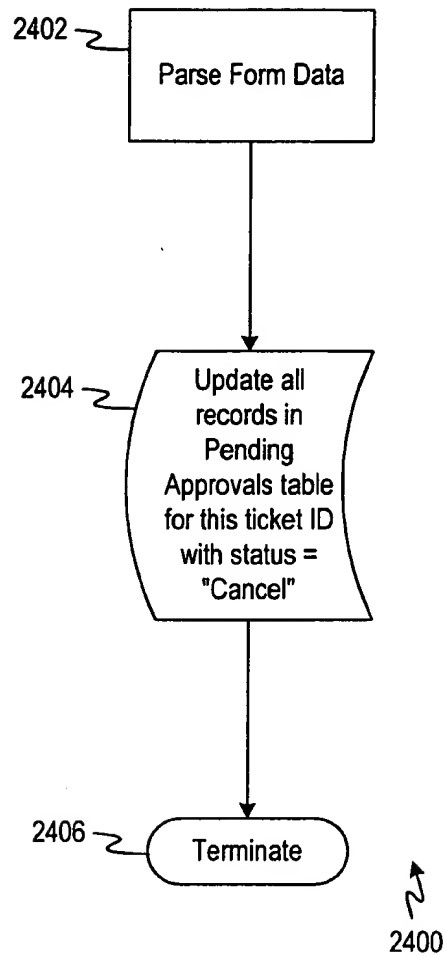 2402
Parse Form Data
2404
Update all
records in
Pending
Approvals table
for this ticket ID
with status =
"Cancel"
2406
Terminate
2400